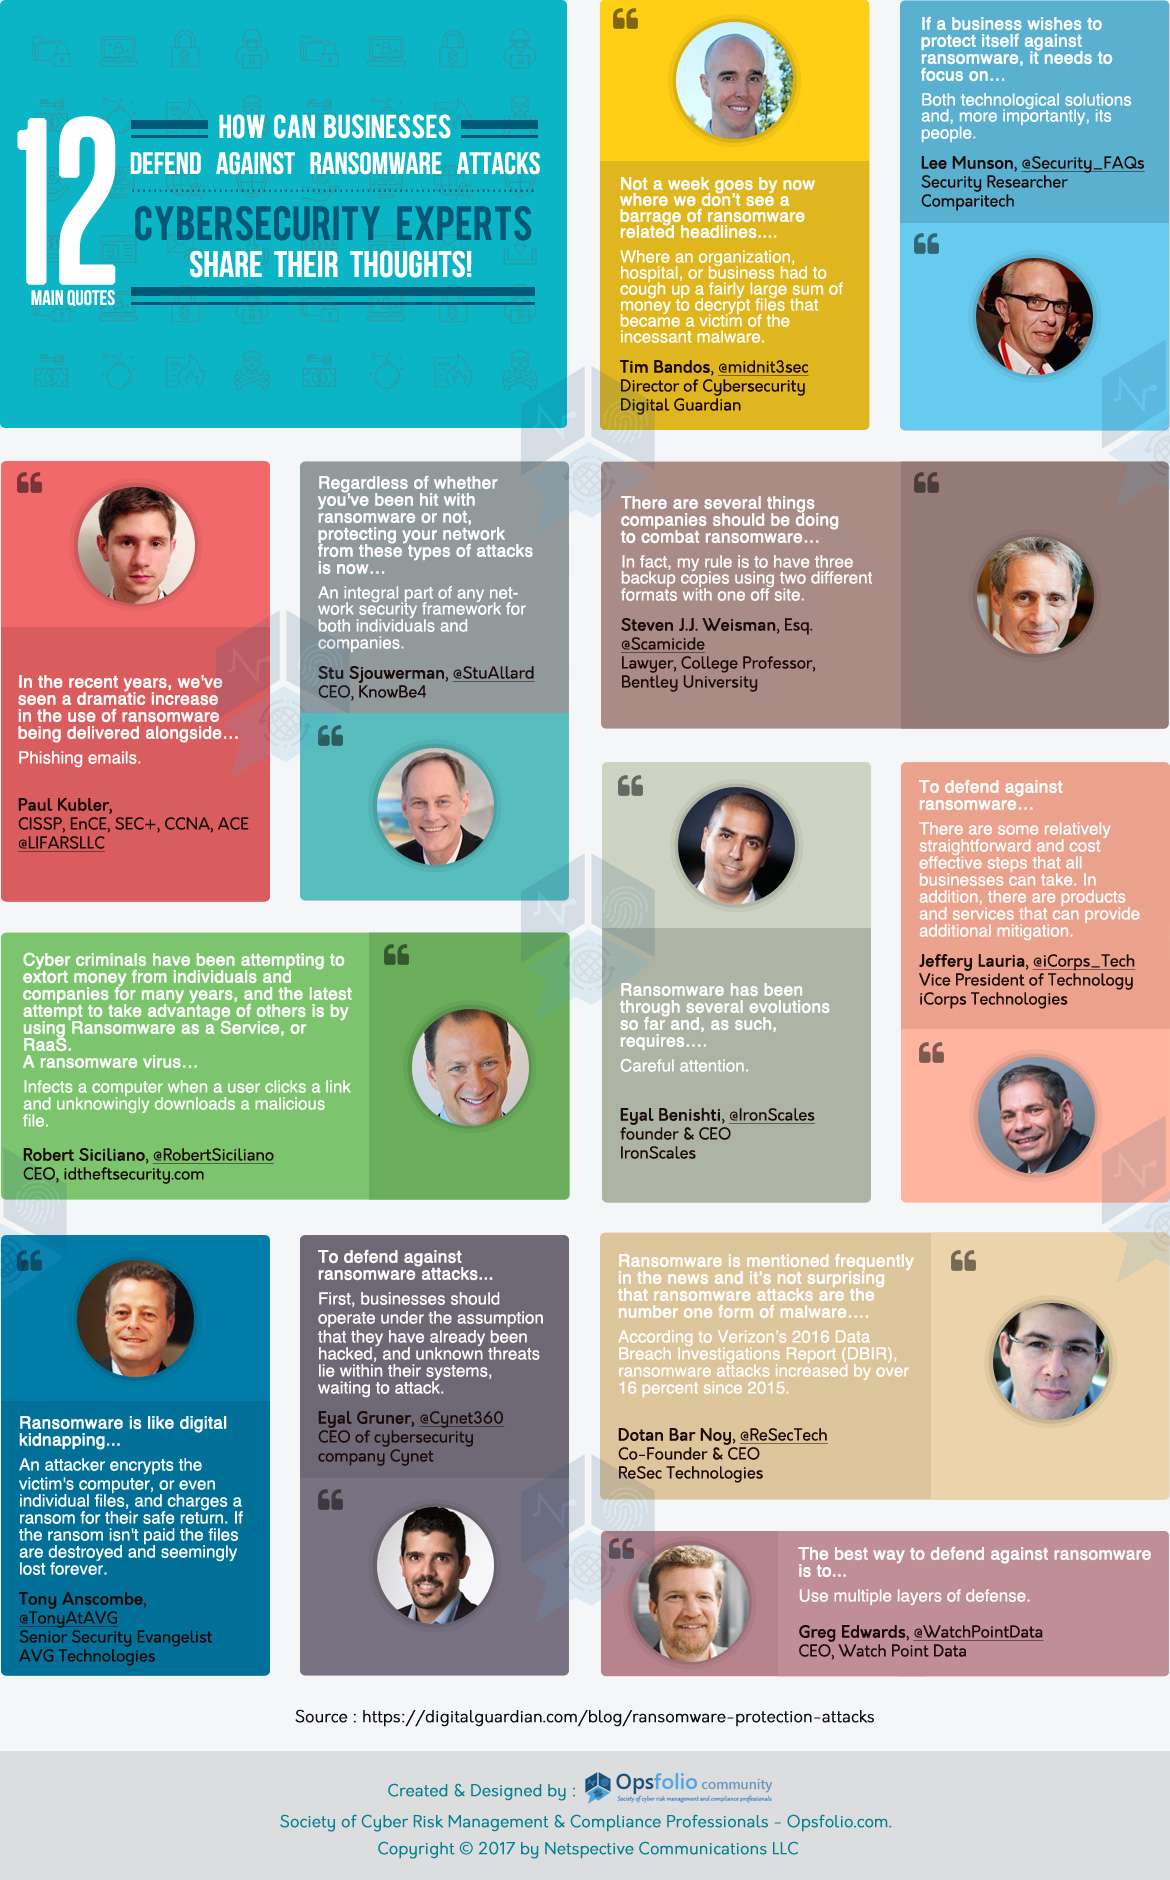 12
MAIN QUOTES
HOW CAN BUSINESSES
DEFEND AGAINST RANSOMWARE ATTACKS
CYBERSECURITY EXPERTS
SHARE THEIR THOUGHTS!
Not a week goes by now
where we don't see a
barrage of ransomware
related headlines....
Where an organization,
hospital, or business had to
cough up a fairly large sum of
money to decrypt files that
became a victim of the
incessant malware.
Tim Bandos, @midnit3sec
Director of Cybersecurity
Digital Guardian
If a business wishes to
protect itself against
ransomware, it needs to
focus on...
Both technological solutions
and, more importantly, its
people.
Lee Munson, @Security_FAQs
Security Researcher
Comparitech
In the recent years, we've
seen a dramatic increase
in the use of ransomware
being delivered alongside...
Phishing emails.
Paul Kubler,
CISSP, EnCE, SEC+, CCNA, ACE
@LIFARSLLC
Regardless of whether
you've been hit with
ransomware or not,
protecting your network
from these types of attacks
is now...
An integral part of any net-
work security framework for
both individuals and
companies.
Stu Sjouwerman, @StuAllard
CEO, KnowBe4
There are several things
companies should be doing
to combat ransomware...
In fact, my rule is to have three
backup copies using two different
formats with one off site.
Steven J.J. Weisman, Esq.
@Scamicide
Lawyer, College Professor,
Bentley University
Cyber criminals have been attempting to
extort money from individuals and
companies for many years, and the latest
attempt to take advantage of others is by
using Ransomware as a Service, or
RaaS.
A ransomware virus...
Infects a computer when a user clicks a link
and unknowingly downloads a malicious
file.
Robert Siciliano, @RobertSiciliano
CEO, idtheftsecurity.com
Ransomware has been
through several evolutions
so far and, as such,
requires....
Careful attention.
Eyal Benishti, @IronScales
founder & CEO
IronScales
To defend against
ransomware...
There are some relatively
straightforward and cost
effective steps that all
businesses can take. In
addition, there are products
and services that can provide
additional mitigation.
Jeffery Lauria, @iCorps_Tech
Vice President of Technology
iCorps Technologies
Ransomware is like digital
kidnapping...
An attacker encrypts the
victim's computer, or even
individual files, and charges a
ransom for their safe return. If
the ransom isn't paid the files
are destroyed and seemingly
lost forever.
Tony Anscombe,
@TonyAtAVG
Senior Security Evangelist
AVG Technologies
To defend against
ransomware attacks...
First, businesses should
operate under the assumption
that they have already been
hacked, and unknown threats
lie within their systems,
waiting to attack.
Eyal Gruner, @Cynet360
CEO of cybersecurity
company Cynet
Ransomware is mentioned frequently
in the news and it's not surprising
that ransomware attacks are the
number one form of malware....
According to Verizon's 2016 Data
Breach Investigations Report (DBIR),
ransomware attacks increased by over
16 percent since 2015.
Dotan Bar Noy, @ReSecTech
Co-Founder & CEO
ReSec Technologies
The best way to defend against ransomware
is to...
Use multiple layers of defense.
Greg Edwards, @WatchPointData
CEO, Watch Point Data
Source : https://digitalguardian.com/blog/ransomware-protection-attacks
Created & Designed by : Opsfolio community
Society of cyber risk management and compliance professionals
Society of Cyber Risk Management & Compliance Professionals - Opsfolio.com.
Copyright © 2017 by Netspective Communications LLC